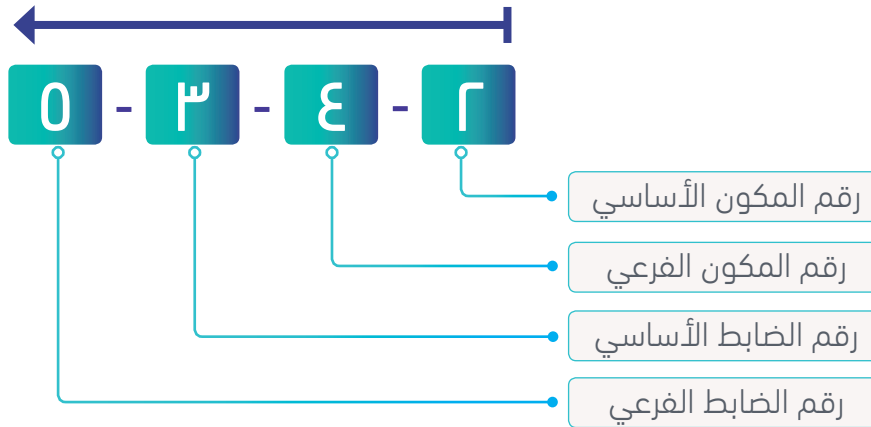 ٢ - ٤ - ٣ - ٥
رقم المكون الأساسي
رقم المكون الفرعي
رقم الضابط الأساسي
رقم الضابط الفرعي